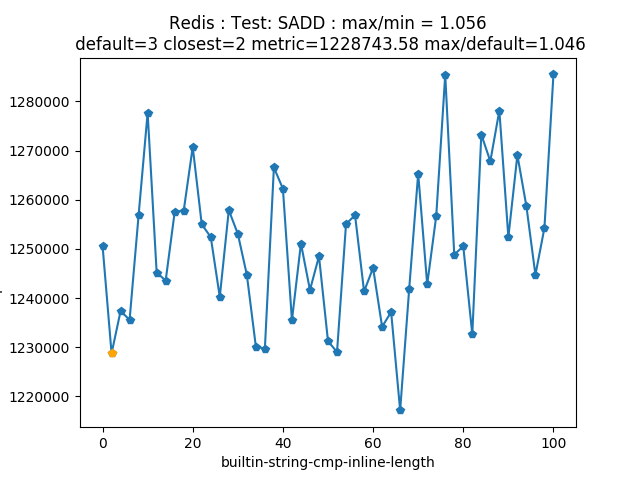 Redis : Test: SADD : max/min = 1.056
default=3 closest=2 metric=1228743.58 max/default=1.046
1280000
1270000
1260000
1250000
1240000
1230000
1220000
0 20 40 60 80 100
builtin-string-cmp-inline-length